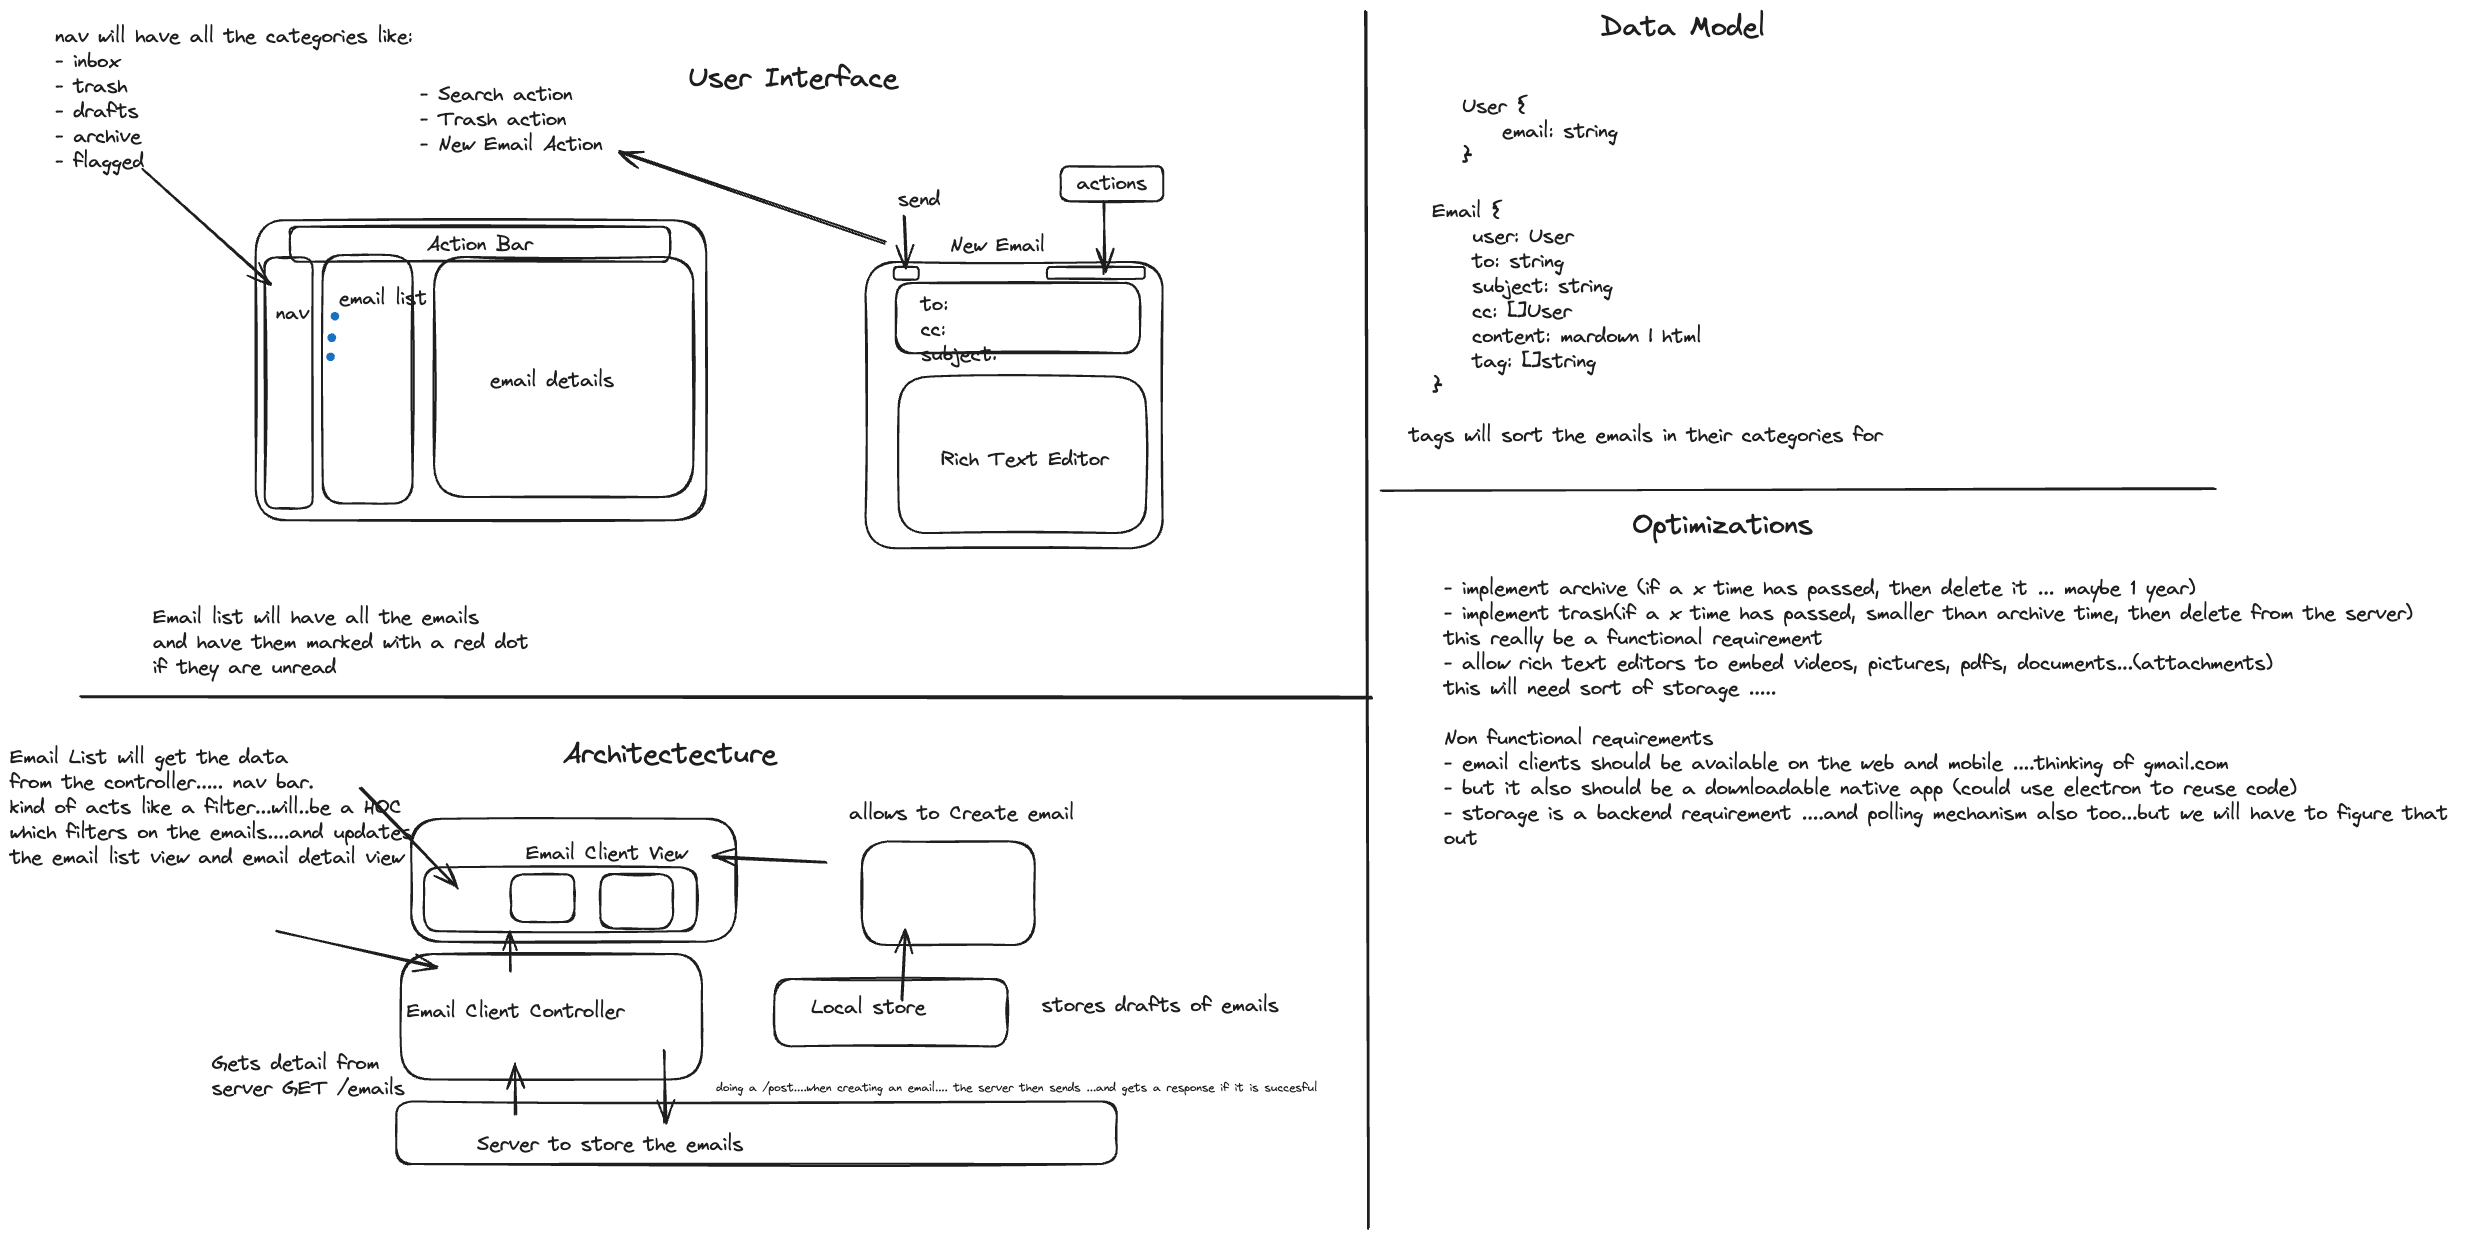 nav will have all the categories like:
- inbox
- trash
- drafts
- archive
- flagged
User Interface
- Search action
- Trash action
- New Email Action
send
actions
New Email
Action Bar
nav
email list
email details
to:
cc:
subject:
Rich Text Editor
Email list will have all the emails
and have them marked with a red dot
if they are unread
Architectecture
Email List will get the data
from the controller..... nav bar.
kind of acts like a filter...will..be a HOC
which filters on the emails....and updates
the email list view and email detail view
Email Client View
allows to Create email
Email Client Controller
Local store
stores drafts of emails
Gets detail from
server GET /emails
doing a /post....when creating an email.... the server then sends ...and gets a response if it is succesful
Server to store the emails
Data Model
User {
email: string
}
Email {
user: User
to: string
subject: string
cc: []User
content: mardown | html
tag: []string
}
tags will sort the emails in their categories for
Optimizations
- implement archive (if a x time has passed, then delete it ... maybe 1 year)
- implement trash(if a x time has passed, smaller than archive time, then delete from the server)
this really be a functional requirement
- allow rich text editors to embed videos, pictures, pdfs, documents...(attachments)
this will need sort of storage .....
Non functional requirements
- email clients should be available on the web and mobile ....thinking of gmail.com
- but it also should be a downloadable native app (could use electron to reuse code)
- storage is a backend requirement ....and polling mechanism also too...but we will have to figure that
out